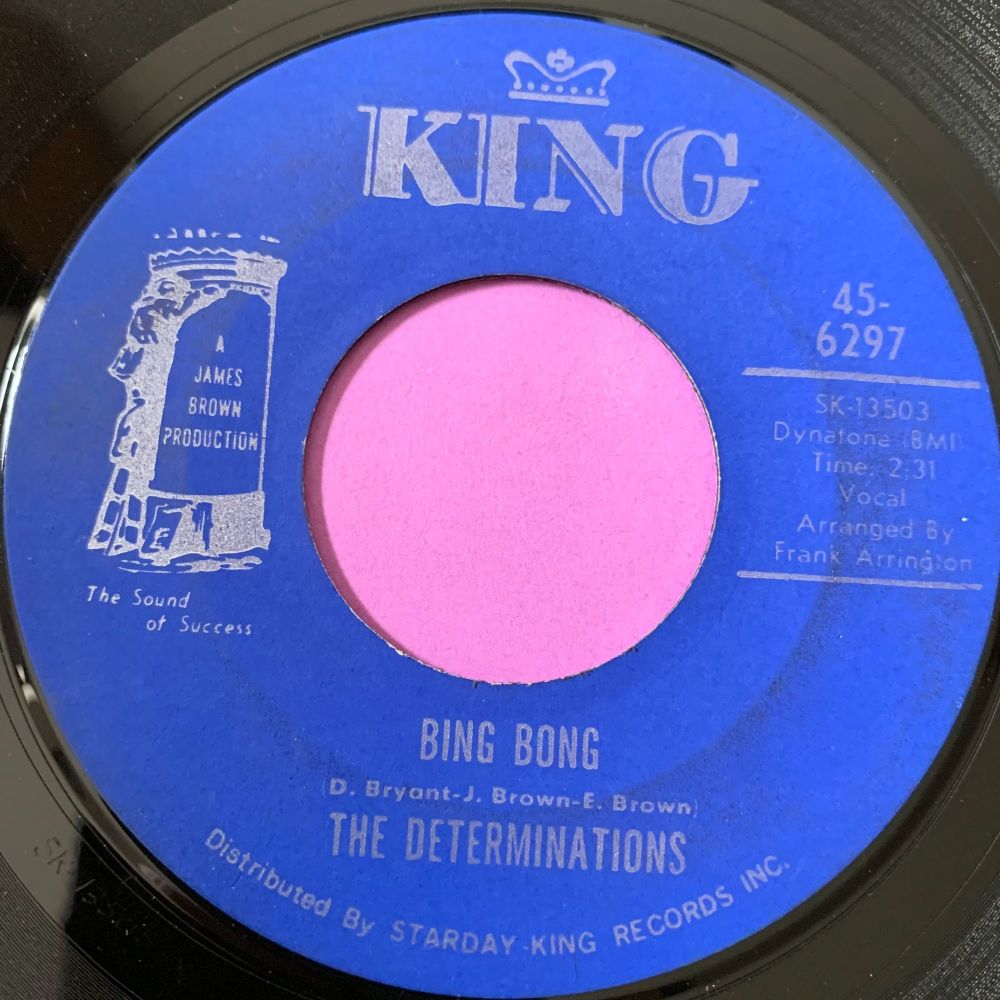 KING
A
JAMES
BROWN
PRODUCTION
The Sound
of Success
45-
6297
SK-13503
Dynatone (BMI)
Time: 2:31
Vocal
Arranged By
Frank Arrington
BING BONG
(D. Bryant-J. Brown-E. Brown)
THE DETERMINATIONS
Distributed By STARDAY-KING RECORDS INC.